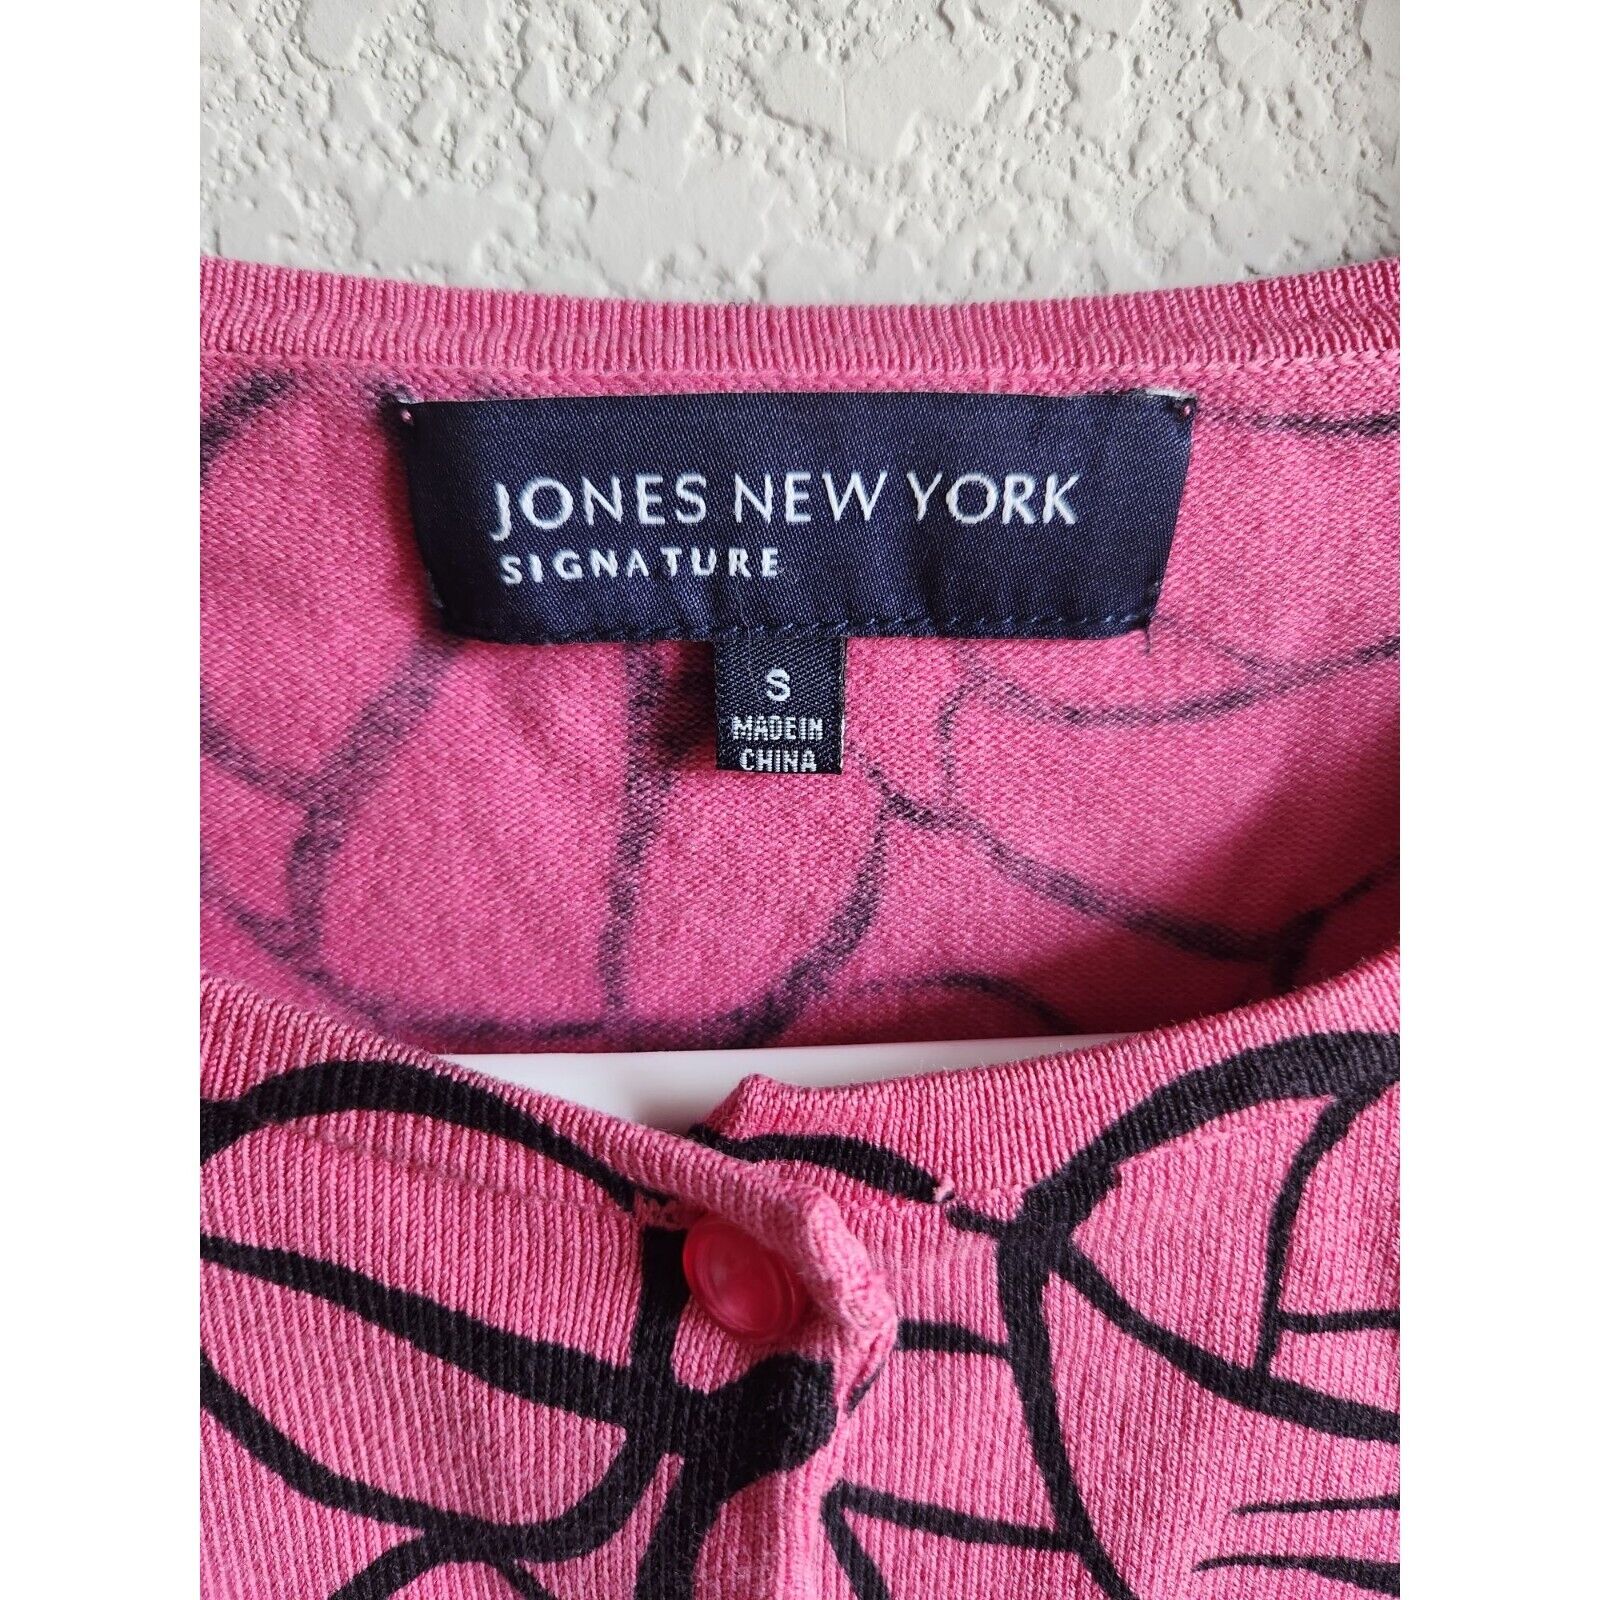 JONES NEW YORK
SIGNATURE
S
MADE IN
CHINA